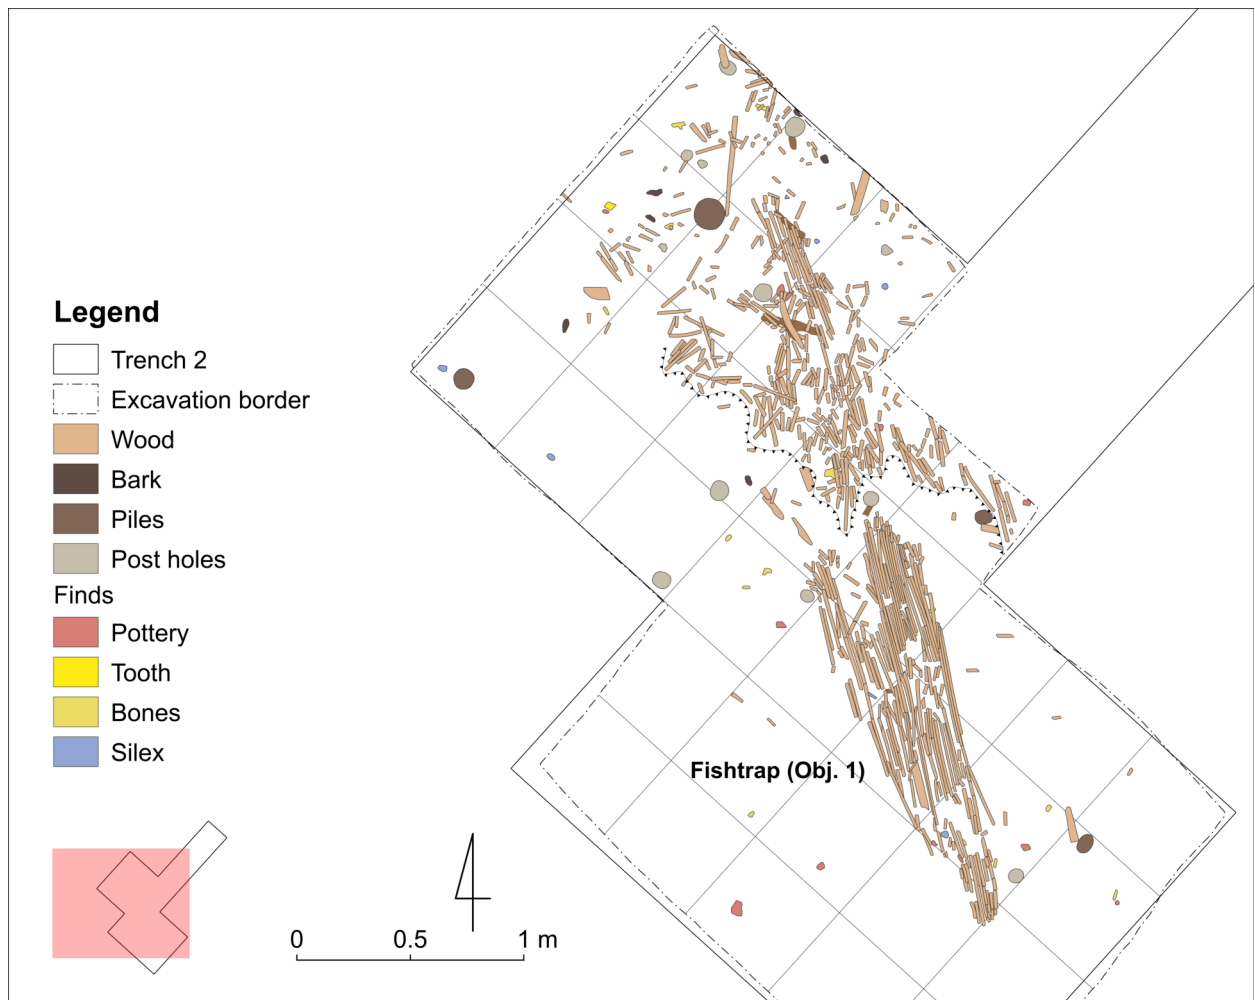 Legend
Trench 2
Excavation border
Wood
Bark
Piles
Post holes
Finds
Pottery
Tooth
Bones
Silex
Fishtrap (Obj. 1)
0 0.5 1 m